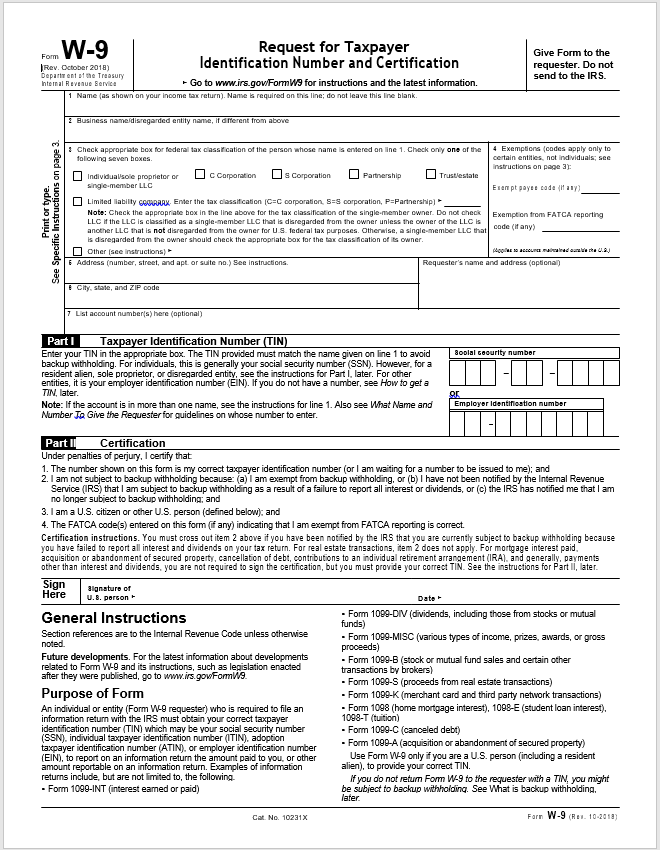 Form W-9
(Rev. October 2018)
Department of the Treasury
Internal Revenue Service
Request for Taxpayer
Identification Number and Certification
► Go to www.irs.gov/FormW9 for instructions and the latest information.
Give Form to the
requester. Do not
send to the IRS.
Print or type.
See Specific Instructions on page 3.
1 Name (as shown on your income tax return). Name is required on this line; do not leave this line blank.
2 Business name/disregarded entity name, if different from above
3 Check appropriate box for federal tax classification of the person whose name is entered on line 1. Check only one of the
following seven boxes.
Individual/sole proprietor or
single-member LLC
C Corporation
S Corporation
Partnership
Trust/estate
Limited liability company. Enter the tax classification (C=C corporation, S=S corporation, P=Partnership) ►
Note: Check the appropriate box in the line above for the tax classification of the single-member owner. Do not check
LLC if the LLC is classified as a single-member LLC that is disregarded from the owner unless the owner of the LLC is
another LLC that is not disregarded from the owner for U.S. federal tax purposes. Otherwise, a single-member LLC that
is disregarded from the owner should check the appropriate box for the tax classification of its owner.
Other (see instructions) ►
4 Exemptions (codes apply only to
certain entities, not individuals; see
instructions on page 3):
Exempt payee code (if any)
Exemption from FATCA reporting
code (if any)
(Applies to accounts maintained outside the U.S.)
5 Address (number, street, and apt. or suite no.) See instructions.
Requester's name and address (optional)
6 City, state, and ZIP code
7 List account number(s) here (optional)
Part I Taxpayer Identification Number (TIN)
Enter your TIN in the appropriate box. The TIN provided must match the name given on line 1 to avoid
backup withholding. For individuals, this is generally your social security number (SSN). However, for a
resident alien, sole proprietor, or disregarded entity, see the instructions for Part I, later. For other
entities, it is your employer identification number (EIN). If you do not have a number, see How to get a
TIN, later.
Note: If the account is in more than one name, see the instructions for line 1. Also see What Name and
Number To Give the Requester for guidelines on whose number to enter.
Social security number
–
–
or
Employer identification number
–
Part II Certification
Under penalties of perjury, I certify that:
1. The number shown on this form is my correct taxpayer identification number (or I am waiting for a number to be issued to me); and
2. I am not subject to backup withholding because: (a) I am exempt from backup withholding, or (b) I have not been notified by the Internal Revenue
Service (IRS) that I am subject to backup withholding as a result of a failure to report all interest or dividends, or (c) the IRS has notified me that I am
no longer subject to backup withholding; and
3. I am a U.S. citizen or other U.S. person (defined below); and
4. The FATCA code(s) entered on this form (if any) indicating that I am exempt from FATCA reporting is correct.
Certification instructions. You must cross out item 2 above if you have been notified by the IRS that you are currently subject to backup withholding because
you have failed to report all interest and dividends on your tax return. For real estate transactions, item 2 does not apply. For mortgage interest paid,
acquisition or abandonment of secured property, cancellation of debt, contributions to an individual retirement arrangement (IRA), and generally, payments
other than interest and dividends, you are not required to sign the certification, but you must provide your correct TIN. See the instructions for Part II, later.
Sign
Here
Signature of
U.S. person ►
Date ►
General Instructions
Section references are to the Internal Revenue Code unless otherwise
noted.
Future developments. For the latest information about developments
related to Form W-9 and its instructions, such as legislation enacted
after they were published, go to www.irs.gov/FormW9.
Purpose of Form
An individual or entity (Form W-9 requester) who is required to file an
information return with the IRS must obtain your correct taxpayer
identification number (TIN) which may be your social security number
(SSN), individual taxpayer identification number (ITIN), adoption
taxpayer identification number (ATIN), or employer identification number
(EIN), to report on an information return the amount paid to you, or other
amount reportable on an information return. Examples of information
returns include, but are not limited to, the following.
• Form 1099-INT (interest earned or paid)
• Form 1099-DIV (dividends, including those from stocks or mutual
funds)
• Form 1099-MISC (various types of income, prizes, awards, or gross
proceeds)
• Form 1099-B (stock or mutual fund sales and certain other
transactions by brokers)
• Form 1099-S (proceeds from real estate transactions)
• Form 1099-K (merchant card and third party network transactions)
• Form 1098 (home mortgage interest), 1098-E (student loan interest),
1098-T (tuition)
• Form 1099-C (canceled debt)
• Form 1099-A (acquisition or abandonment of secured property)
Use Form W-9 only if you are a U.S. person (including a resident
alien), to provide your correct TIN.
If you do not return Form W-9 to the requester with a TIN, you might
be subject to backup withholding. See What is backup withholding,
later.
Cat. No. 10231X
Form W-9 (Rev. 10-2018)